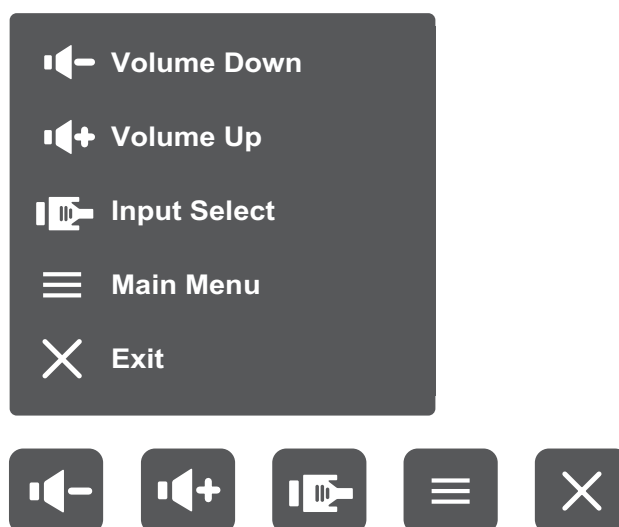 Volume Down
Volume Up
Input Select
Main Menu
Exit